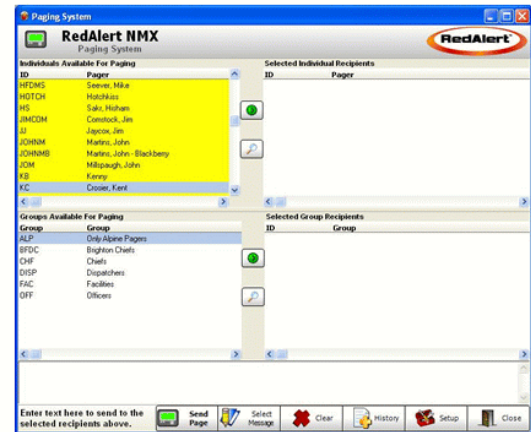 Paging System
RedAlert NMX
Paging System
RedAlert
Individuals Available For Paging
ID Pager
HFDMS Seever, Mike
HOTCH Hotchkiss
HS Sakr, Hisham
JIMCOM Comstock, Jim
JJ Jaycox, Jim
JOHNM Martins, John
JOHNMB Martins, John - Blackberry
JOM Millspaugh, John
KB Kenny
KC Crosier, Kent
Selected Individual Recipients
ID Pager
Groups Available For Paging
Group Group
ALP Only Alpine Pagers
BFDC Brighton Chiefs
CHF Chiefs
DISP Dispatchers
FAC Facilities
OFF Officers
Selected Group Recipients
ID Group
Enter text here to send to the
selected recipients above.
Send
Page
Select
Message
Clear
History
Setup
Close